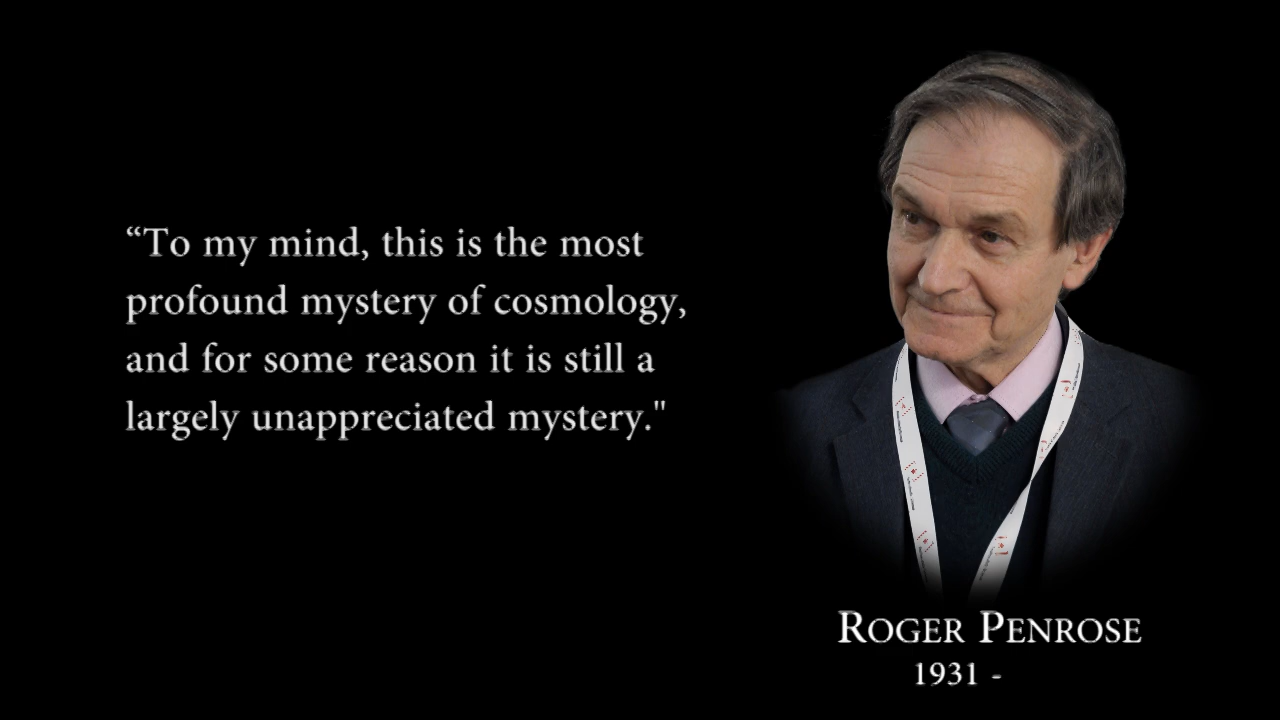 “To my mind, this is the most
profound mystery of cosmology,
and for some reason it is still a
largely unappreciated mystery."
ROGER PENROSE
1931 -